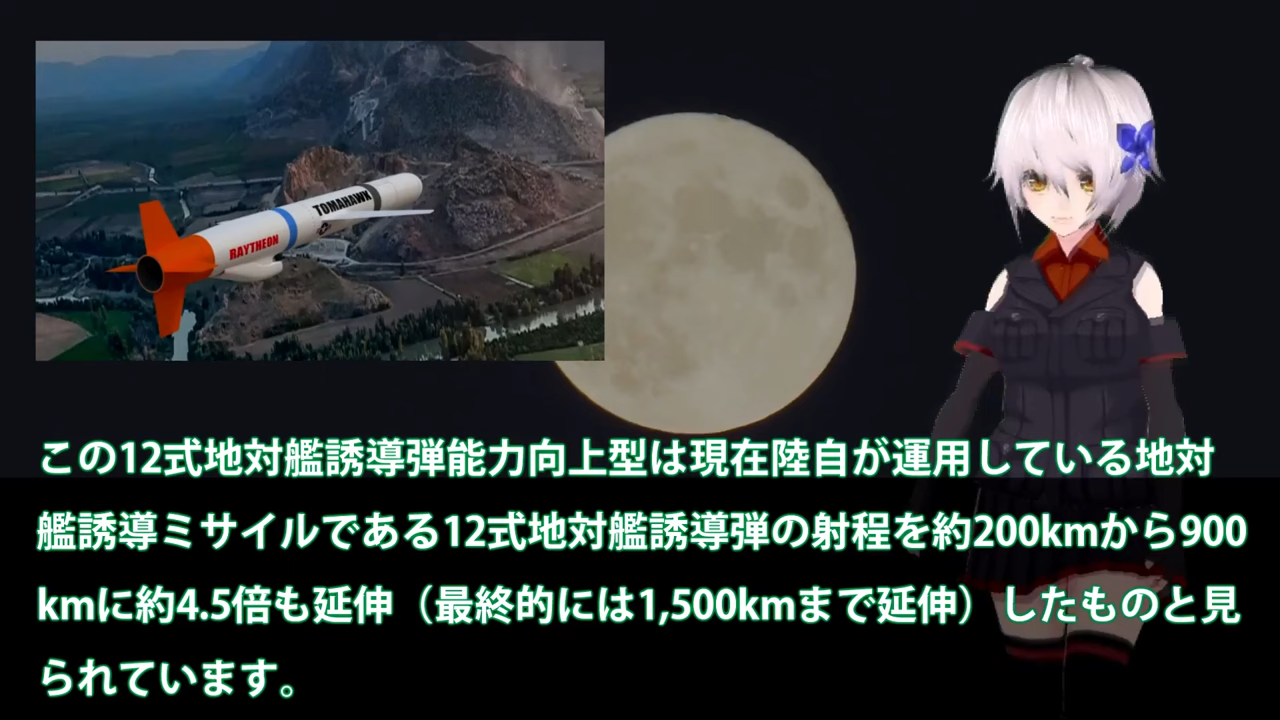 TOMAHAWK
RAYTHEON
この12式地対艦誘導弾能力向上型は現在陸自が運用している地対
艦誘導ミサイルである12式地対艦誘導弾の射程を約200kmから900
kmに約4.5倍も延伸（最終的には1,500kmまで延伸）したものと見
られています。